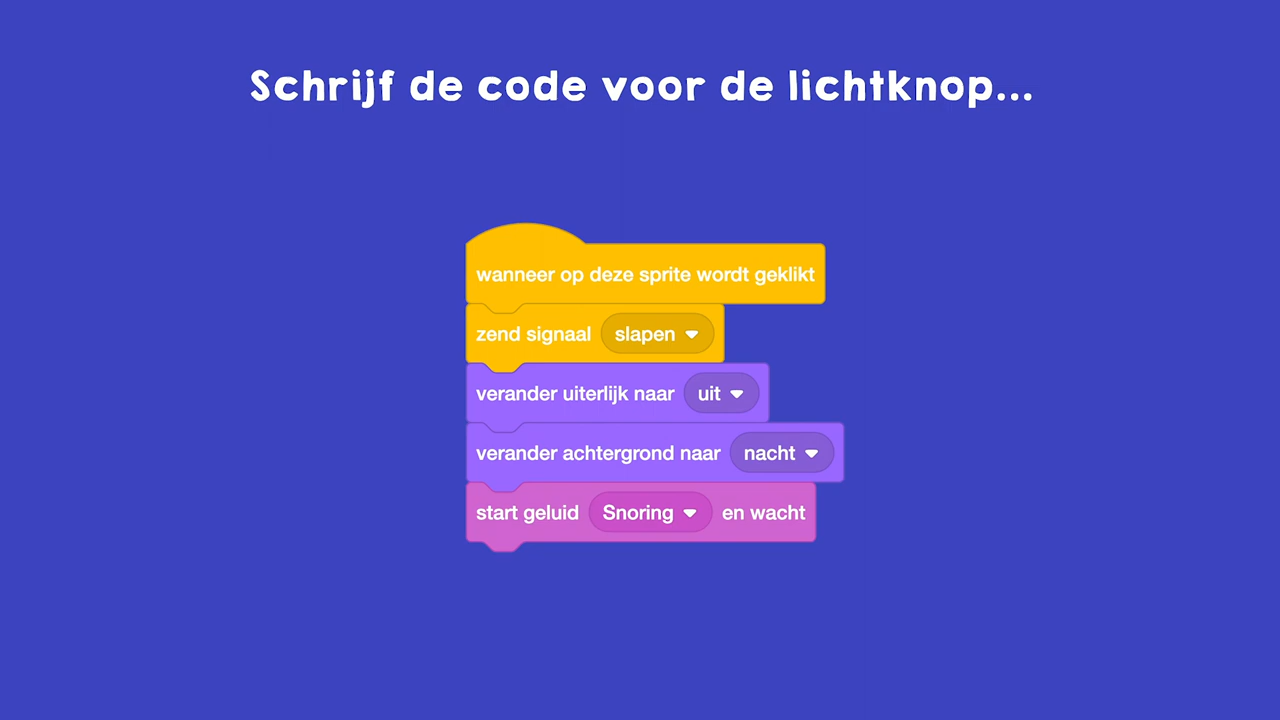 Schrijf de code voor de lichtknop...
wanneer op deze sprite wordt geklikt
zend signaal slapen
verander uiterlijk naar uit
verander achtergrond naar nacht
start geluid Snoring en wacht